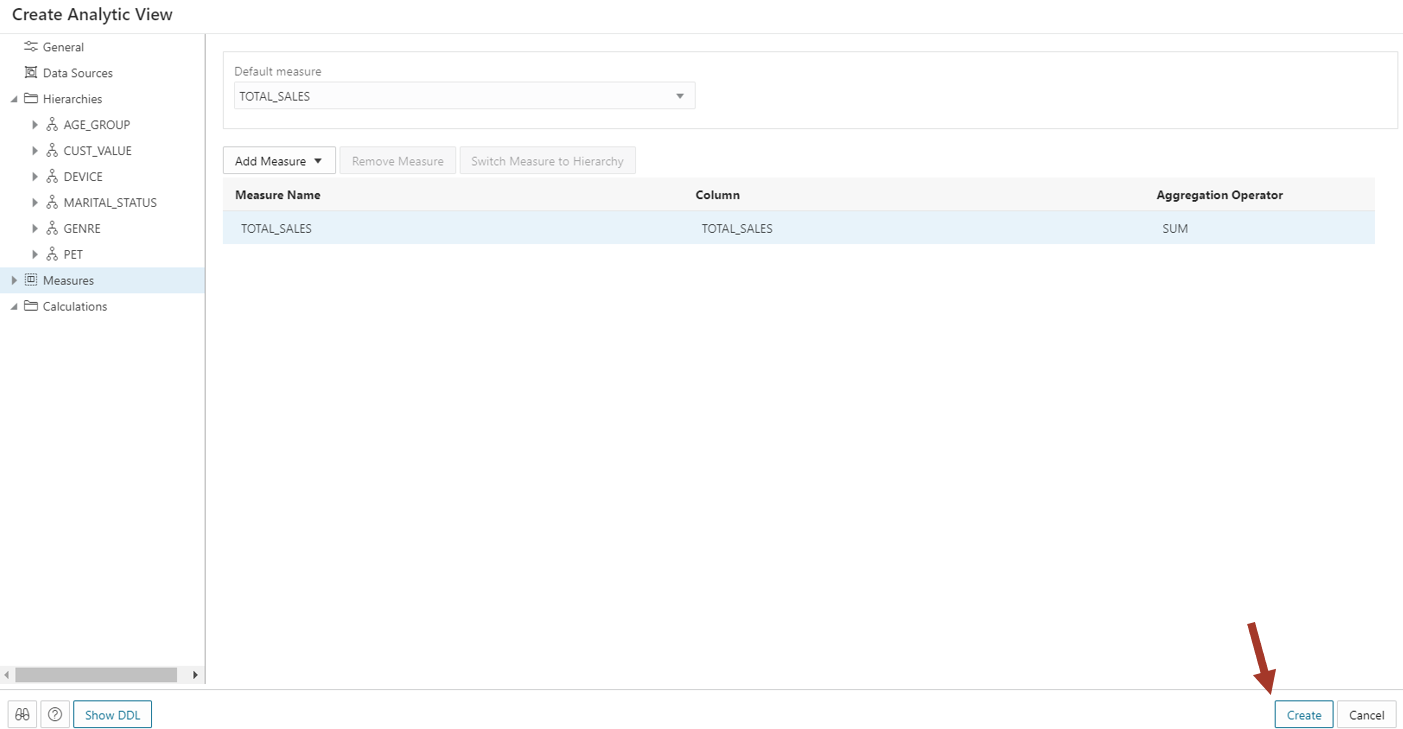 Create Analytic View
General
Data Sources
Hierarchies
AGE_GROUP
CUST_VALUE
DEVICE
MARITAL_STATUS
GENRE
PET
Measures
Calculations
Default measure
TOTAL_SALES
Add Measure Remove Measure Switch Measure to Hierarchy
Measure Name Column Aggregation Operator
TOTAL_SALES TOTAL_SALES SUM
Show DDL Create Cancel